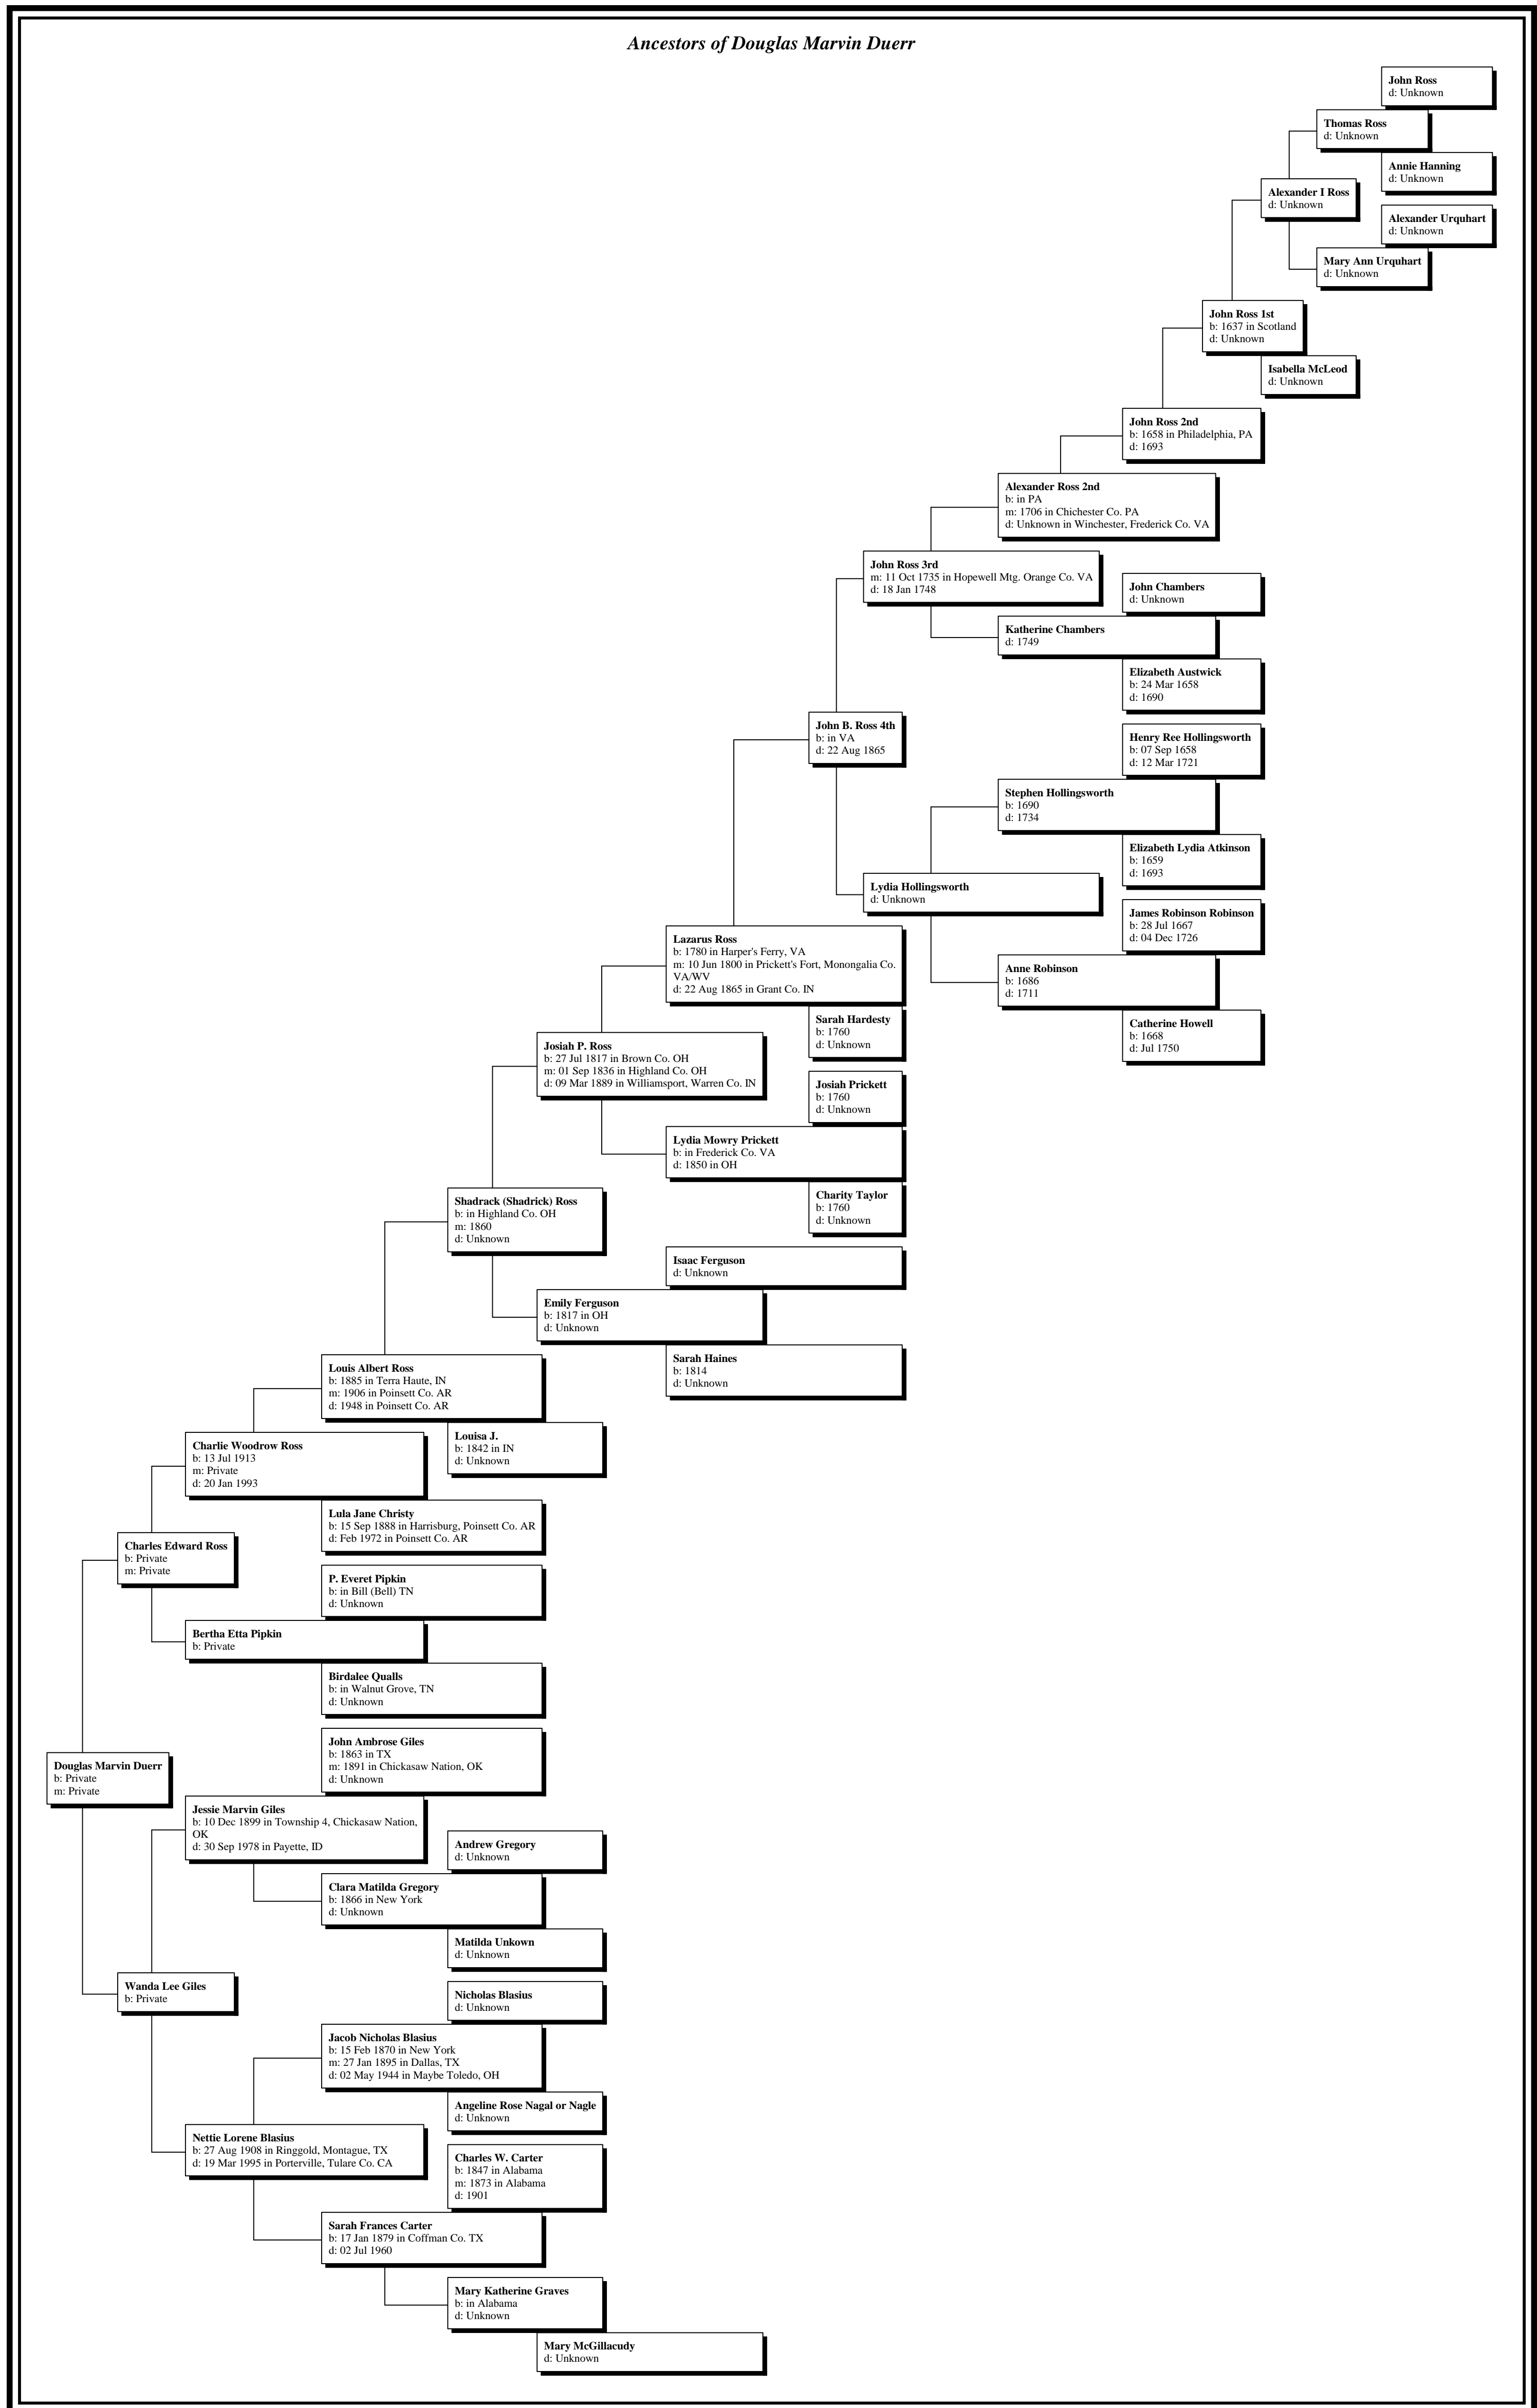 Ancestors of Douglas Marvin Duerr
John Ross
d: Unknown
Thomas Ross
d: Unknown
Annie Hanning
d: Unknown
Alexander I Ross
d: Unknown
Alexander Urquhart
d: Unknown
Mary Ann Urquhart
d: Unknown
John Ross 1st
b: 1637 in Scotland
d: Unknown
Isabella McLeod
d: Unknown
John Ross 2nd
b: 1658 in Philadelphia, PA
d: 1693
Alexander Ross 2nd
b: in PA
m: 1706 in Chichester Co. PA
d: Unknown in Winchester, Frederick Co. VA
John Ross 3rd
m: 11 Oct 1735 in Hopewell Mtg. Orange Co. VA
d: 18 Jan 1748
John Chambers
d: Unknown
Katherine Chambers
d: 1749
Elizabeth Austwick
b: 24 Mar 1658
d: 1690
John B. Ross 4th
b: in VA
d: 22 Aug 1865
Henry Ree Hollingsworth
b: 07 Sep 1658
d: 12 Mar 1721
Stephen Hollingsworth
b: 1690
d: 1734
Elizabeth Lydia Atkinson
b: 1659
d: 1693
Lydia Hollingsworth
d: Unknown
James Robinson Robinson
b: 28 Jul 1667
d: 04 Dec 1726
Lazarus Ross
b: 1780 in Harper's Ferry, VA
m: 10 Jun 1800 in Prickett's Fort, Monongalia Co.
VA/WV
d: 22 Aug 1865 in Grant Co. IN
Anne Robinson
b: 1686
d: 1711
Sarah Hardesty
b: 1760
d: Unknown
Catherine Howell
b: 1668
d: Jul 1750
Josiah P. Ross
b: 27 Jul 1817 in Brown Co. OH
m: 01 Sep 1836 in Highland Co. OH
d: 09 Mar 1889 in Williamsport, Warren Co. IN
Josiah Prickett
b: 1760
d: Unknown
Lydia Mowry Prickett
b: in Frederick Co. VA
d: 1850 in OH
Charity Taylor
b: 1760
d: Unknown
Shadrack (Shadrick) Ross
b: in Highland Co. OH
m: 1860
d: Unknown
Isaac Ferguson
d: Unknown
Emily Ferguson
b: 1817 in OH
d: Unknown
Sarah Haines
b: 1814
d: Unknown
Louis Albert Ross
b: 1885 in Terra Haute, IN
m: 1906 in Poinsett Co. AR
d: 1948 in Poinsett Co. AR
Louisa J.
b: 1842 in IN
d: Unknown
Charlie Woodrow Ross
b: 13 Jul 1913
m: Private
d: 20 Jan 1993
Lula Jane Christy
b: 15 Sep 1888 in Harrisburg, Poinsett Co. AR
d: Feb 1972 in Poinsett Co. AR
Charles Edward Ross
b: Private
m: Private
P. Everet Pipkin
b: in Bill (Bell) TN
d: Unknown
Bertha Etta Pipkin
b: Private
Birdalee Qualls
b: in Walnut Grove, TN
d: Unknown
Douglas Marvin Duerr
b: Private
m: Private
John Ambrose Giles
b: 1863 in TX
m: 1891 in Chickasaw Nation, OK
d: Unknown
Jessie Marvin Giles
b: 10 Dec 1899 in Township 4, Chickasaw Nation,
OK
d: 30 Sep 1978 in Payette, ID
Andrew Gregory
d: Unknown
Clara Matilda Gregory
b: 1866 in New York
d: Unknown
Matilda Unkown
d: Unknown
Wanda Lee Giles
b: Private
Nicholas Blasius
d: Unknown
Jacob Nicholas Blasius
b: 15 Feb 1870 in New York
m: 27 Jan 1895 in Dallas, TX
d: 02 May 1944 in Maybe Toledo, OH
Angeline Rose Nagal or Nagle
d: Unknown
Nettie Lorene Blasius
b: 27 Aug 1908 in Ringgold, Montague, TX
d: 19 Mar 1995 in Porterville, Tulare Co. CA
Charles W. Carter
b: 1847 in Alabama
m: 1873 in Alabama
d: 1901
Sarah Frances Carter
b: 17 Jan 1879 in Coffman Co. TX
d: 02 Jul 1960
Mary Katherine Graves
b: in Alabama
d: Unknown
Mary McGillacudy
d: Unknown